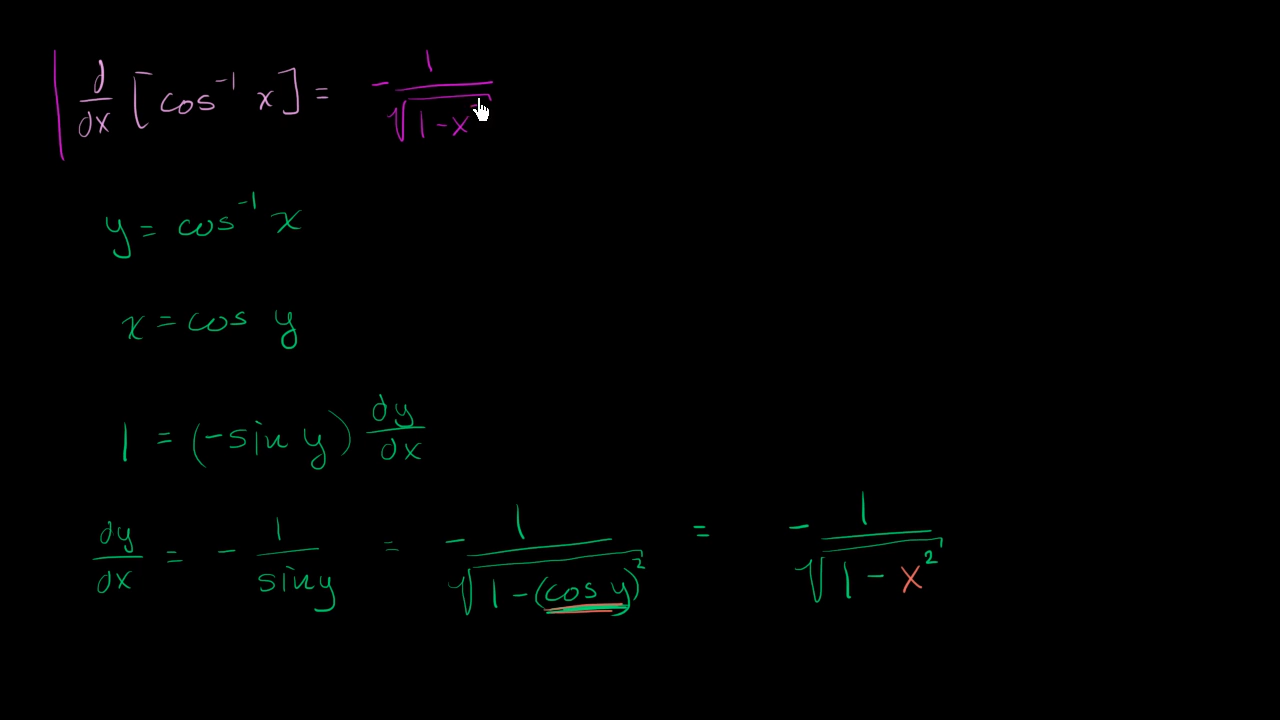 d/dx [cos⁻¹ x] = - 1/√(1-x²)
y = cos⁻¹ x
x = cos y
1 = (-sin y) dy/dx
dy/dx = - 1/sin y = - 1/√(1-(cos y)²) = - 1/√(1-x²)